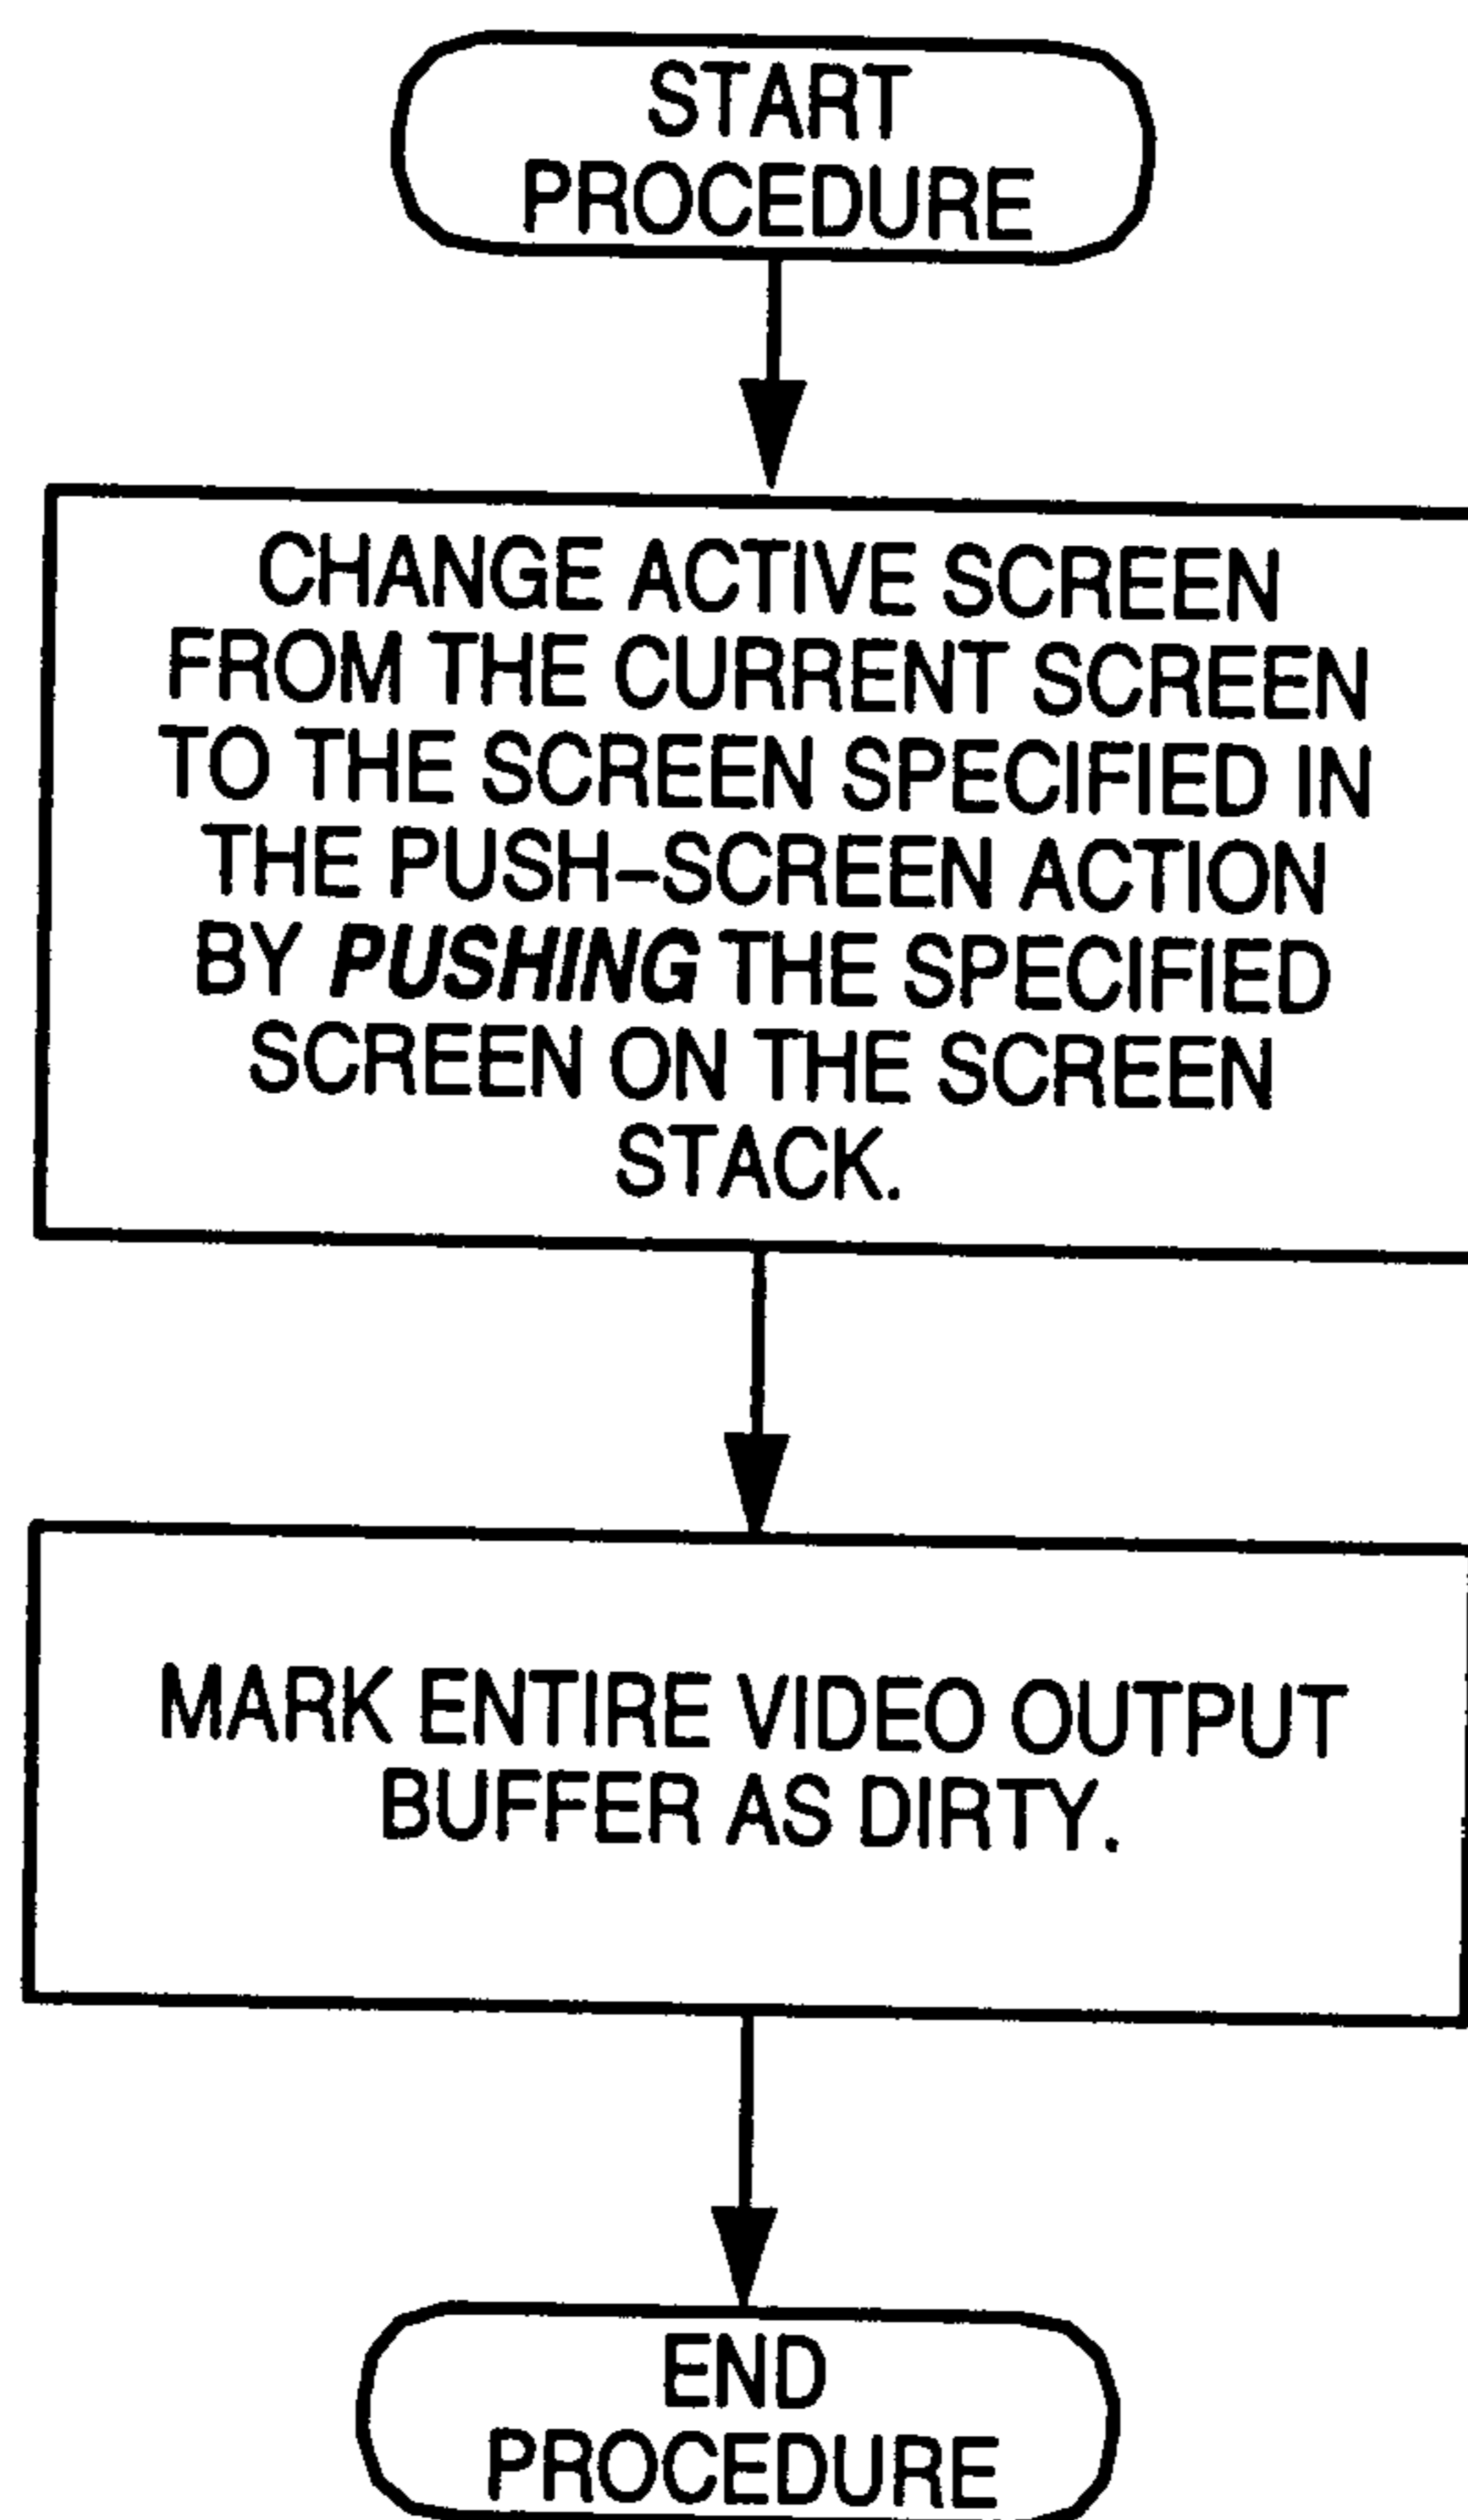 START
PROCEDURE
CHANGE ACTIVE SCREEN
FROM THE CURRENT SCREEN
TO THE SCREEN SPECIFIED IN
THE PUSH-SCREEN ACTION
BY PUSHING THE SPECIFIED
SCREEN ON THE SCREEN
STACK.
MARK ENTIRE VIDEO OUTPUT
BUFFER AS DIRTY.
END
PROCEDURE